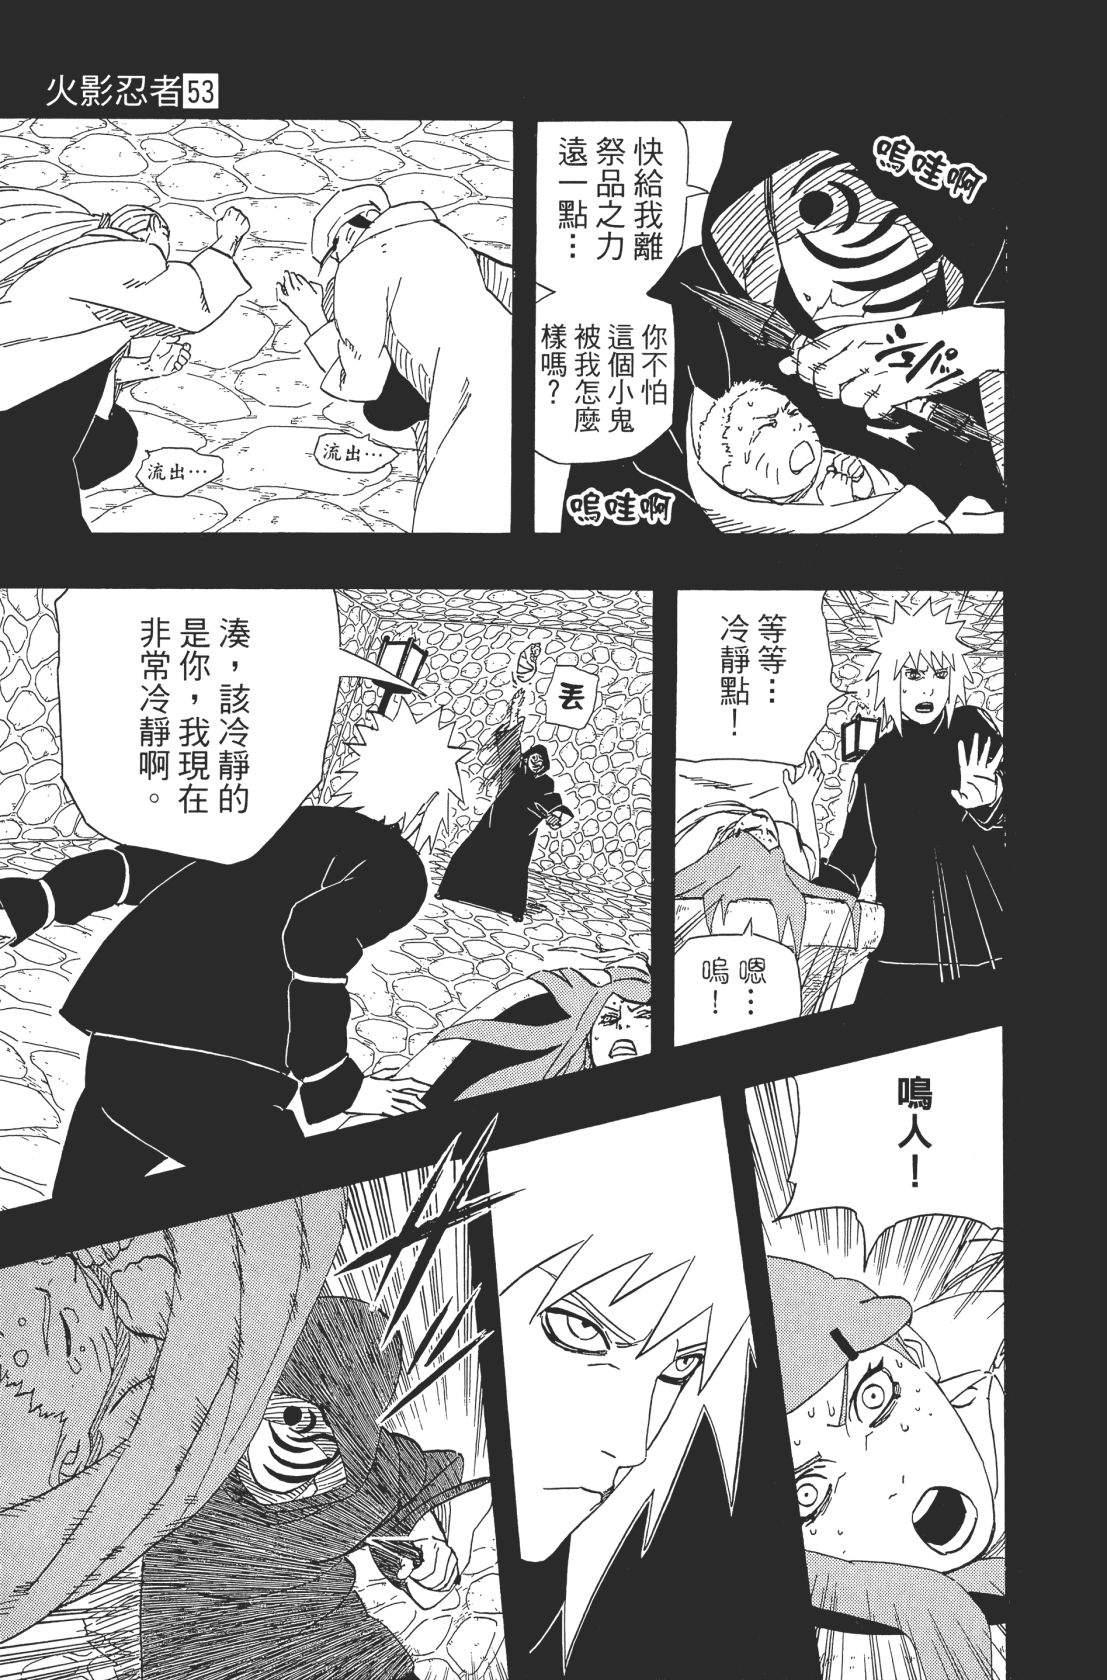 火影忍者53
嗚哇啊
快給我離
祭品之力
遠一點…
你不怕
這個小鬼
被我怎麼
樣嗎？
嗚哇啊
流出…
流出…
等等…
冷靜點！
嗯…
嗚！
丟
湊，該冷靜的
是你，我現在
非常冷靜啊。
鳴人！